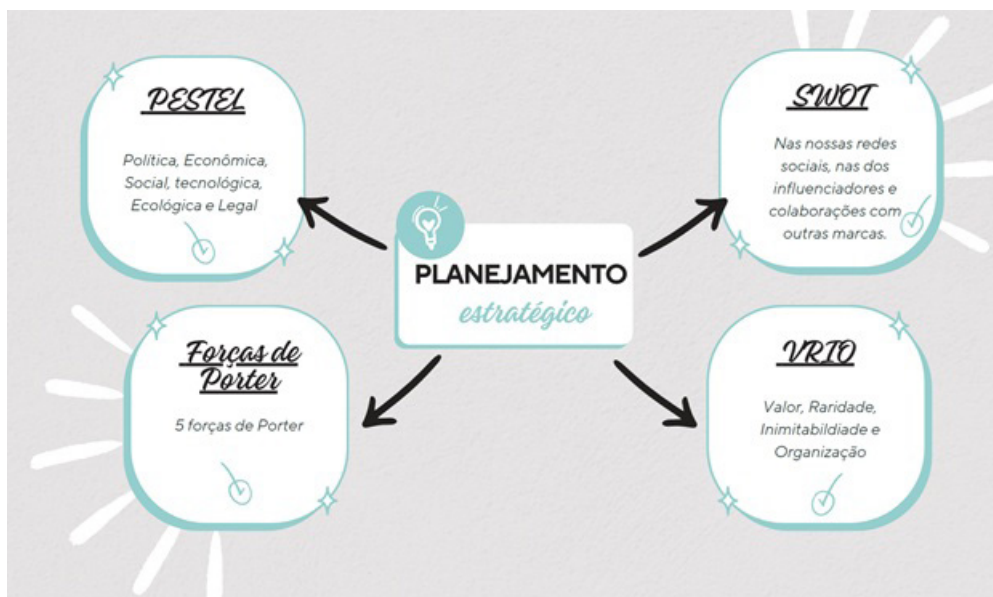 PESTEL
Política, Econômica,
Social, tecnológica,
Ecológica e Legal
SWOT
Nas nossas redes
sociais, nas dos
influenciadores e
colaborações com
outras marcas.
PLANEJAMENTO
estratégico
Forças de
Porter
5 forças de Porter
VRIO
Valor, Raridade,
Inimitabildiade e
Organização